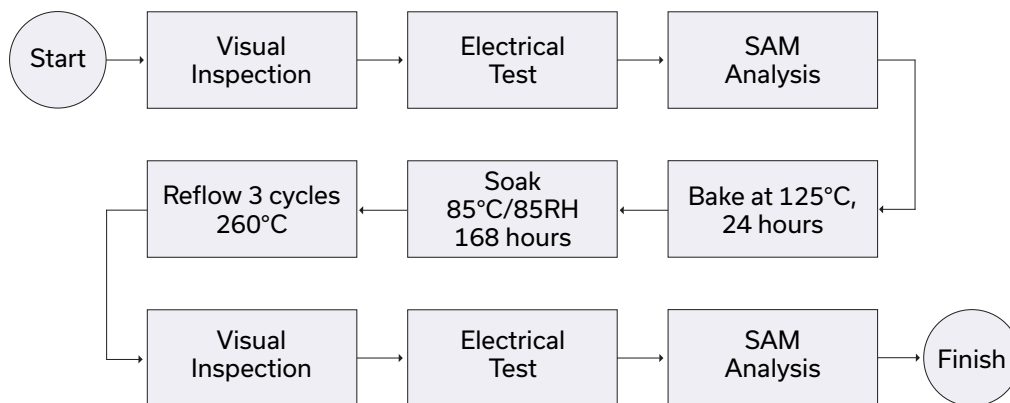 Start
Visual
Inspection
Electrical
Test
SAM
Analysis
Bake at 125°C,
24 hours
Soak
85°C/85RH
168 hours
Reflow 3 cycles
260°C
Visual
Inspection
Electrical
Test
SAM
Analysis
Finish